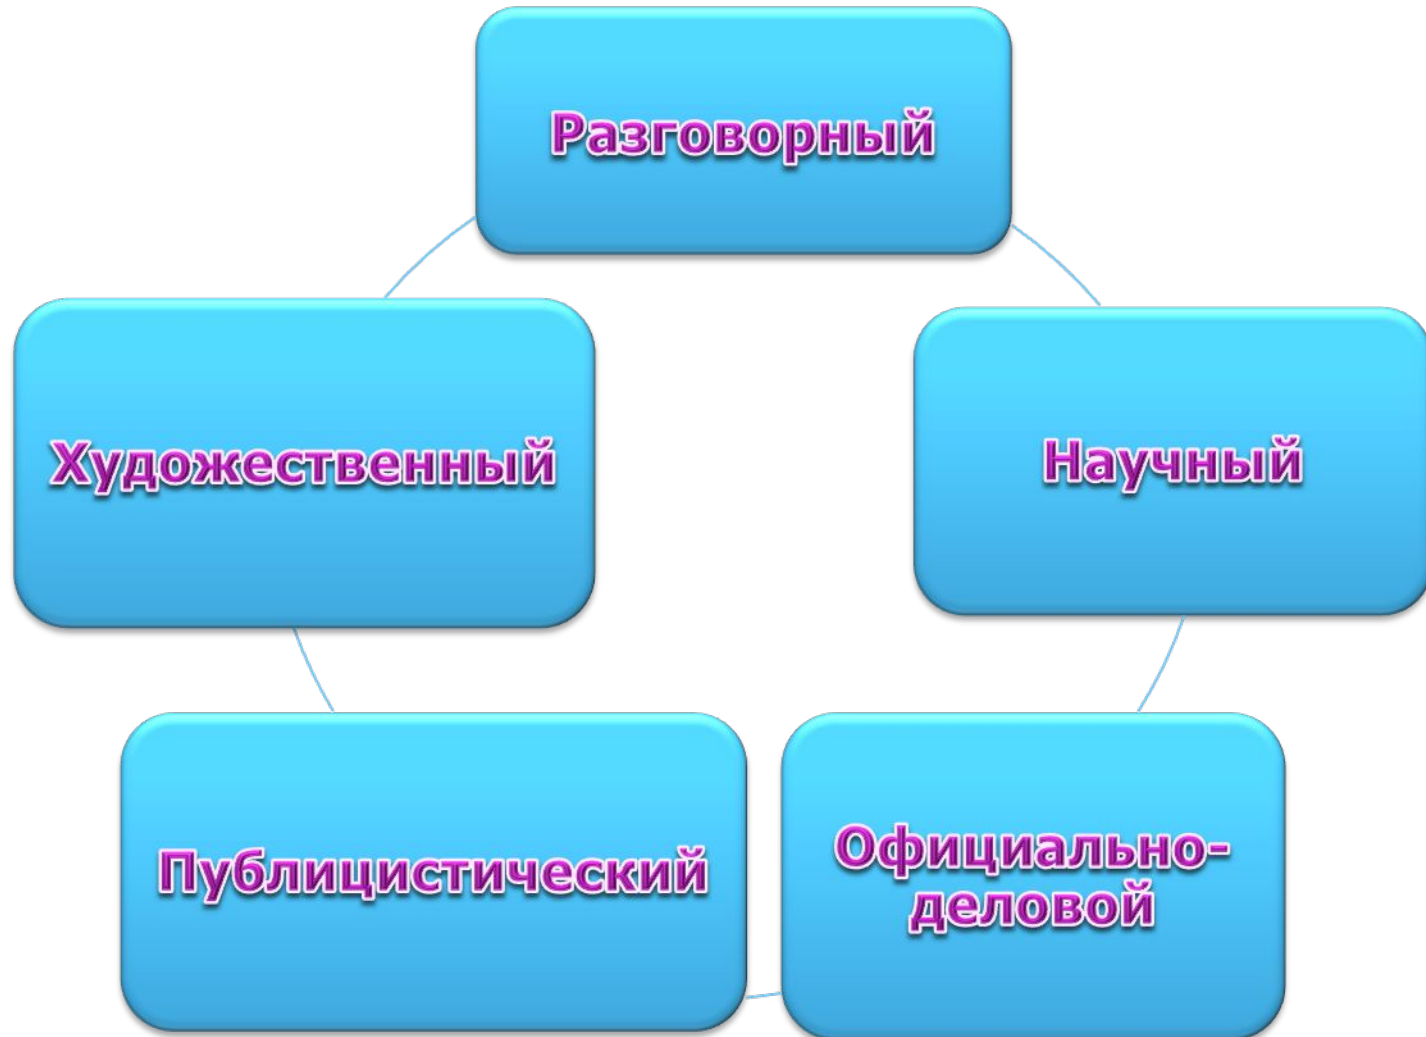 Разговорный
Художественный
Научный
Публицистический
Официально-
деловой